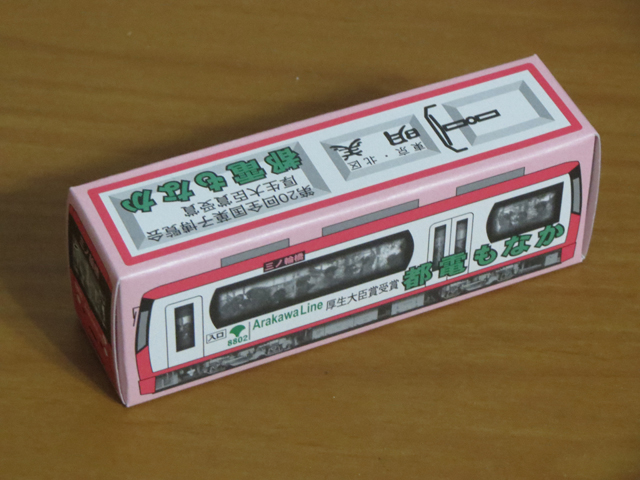 都電もなか
厚生大臣賞受賞
第20回全国菓子博覧会
東京・北区
明美
三ノ輪橋
入口
8802
Arakawa Line
厚生大臣賞受賞
都電もなか